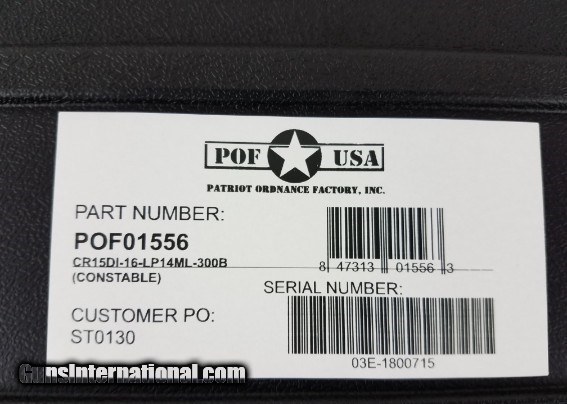 POF USA
PATRIOT ORDNANCE FACTORY, INC.
PART NUMBER:
POF01556
CR15DI-16-LP14ML-300B
(CONSTABLE)
8 47313 01556 3
SERIAL NUMBER:
03E-1800715
CUSTOMER PO:
ST0130
GunsInternational.com